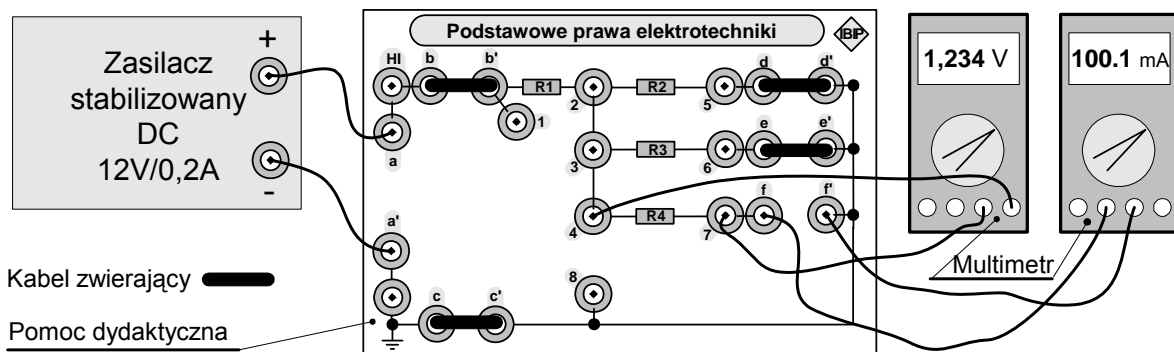 Podstawowe prawa elektrotechniki
IBIP
+
Zasilacz
stabilizowany
DC
12V/0,2A
-
HI
b
b'
R1
2
R2
5
d
d'
a
1
3
R3
6
e
e'
4
R4
7
f
f'
a'
8
c
c'
1,234 V
100.1 mA
Multimetr
Kabel zwierający
Pomoc dydaktyczna